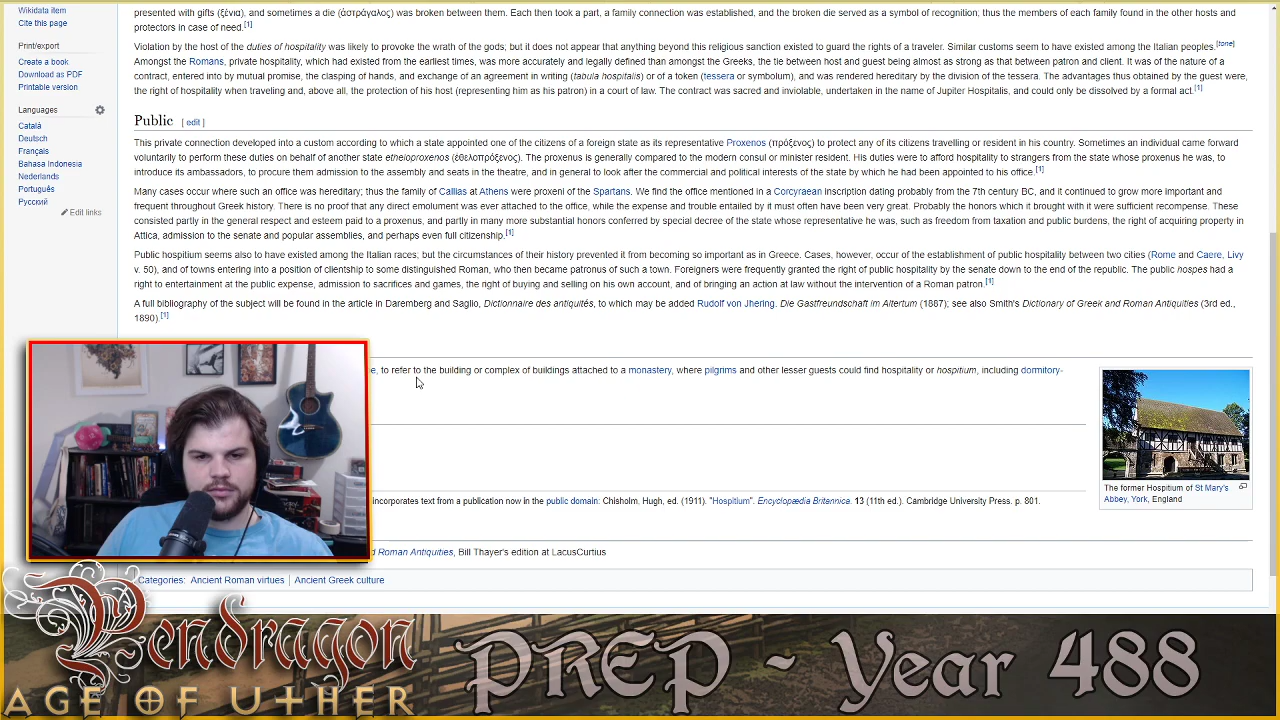 Wikidata item
Cite this page
Print/export
Create a book
Download as PDF
Printable version
Languages
Català
Deutsch
Français
Bahasa Indonesia
Nederlands
Português
Русский
Edit links
presented with gifts (ξένια), and sometimes a die (ἀστράγαλος) was broken between them. Each then took a part, a family connection was established, and the broken die served as a symbol of recognition; thus the members of each family found in the other hosts and
protectors in case of need.[1]
Violation by the host of the duties of hospitality was likely to provoke the wrath of the gods; but it does not appear that anything beyond this religious sanction existed to guard the rights of a traveler. Similar customs seem to have existed among the Italian peoples.[tone]
Amongst the Romans, private hospitality, which had existed from the earliest times, was more accurately and legally defined than amongst the Greeks, the tie between host and guest being almost as strong as that between patron and client. It was of the nature of a
contract, entered into by mutual promise, the clasping of hands, and exchange of an agreement in writing (tabula hospitalis) or of a token (tessera or symbolum), and was rendered hereditary by the division of the tessera. The advantages thus obtained by the guest were,
the right of hospitality when traveling and, above all, the protection of his host (representing him as his patron) in a court of law. The contract was sacred and inviolable, undertaken in the name of Jupiter Hospitalis, and could only be dissolved by a formal act.[1]
Public [ edit ]
This private connection developed into a custom according to which a state appointed one of the citizens of a foreign state as its representative Proxenos (πρόξενος) to protect any of its citizens travelling or resident in his country. Sometimes an individual came forward
voluntarily to perform these duties on behalf of another state etheloproxenos (ἐθελοπρόξενος). The proxenus is generally compared to the modern consul or minister resident. His duties were to afford hospitality to strangers from the state whose proxenus he was, to
introduce its ambassadors, to procure them admission to the assembly and seats in the theatre, and in general to look after the commercial and political interests of the state by which he had been appointed to his office.[1]
Many cases occur where such an office was hereditary; thus the family of Callias at Athens were proxeni of the Spartans. We find the office mentioned in a Corcyraean inscription dating probably from the 7th century BC, and it continued to grow more important and
frequent throughout Greek history. There is no proof that any direct emolument was ever attached to the office, while the expense and trouble entailed by it must often have been very great. Probably the honors which it brought with it were sufficient recompense. These
consisted partly in the general respect and esteem paid to a proxenus, and partly in many more substantial honors conferred by special decree of the state whose representative he was, such as freedom from taxation and public burdens, the right of acquiring property in
Attica, admission to the senate and popular assemblies, and perhaps even full citizenship.[1]
Public hospitium seems also to have existed among the Italian races; but the circumstances of their history prevented it from becoming so important as in Greece. Cases, however, occur of the establishment of public hospitality between two cities (Rome and Caere, Livy
v. 50), and of towns entering into a position of clientship to some distinguished Roman, who then became patronus of such a town. Foreigners were frequently granted the right of public hospitality by the senate down to the end of the republic. The public hospes had a
right to entertainment at the public expense, admission to sacrifices and games, the right of buying and selling on his own account, and of bringing an action at law without the intervention of a Roman patron.[1]
A full bibliography of the subject will be found in the article in Daremberg and Saglio, Dictionnaire des antiquités, to which may be added Rudolf von Jhering, Die Gastfreundschaft im Altertum (1887); see also Smith's Dictionary of Greek and Roman Antiquities (3rd ed.,
1890).[1]
e, to refer to the building or complex of buildings attached to a monastery, where pilgrims and other lesser guests could find hospitality or hospitium, including dormitory-
The former Hospitium of St Mary's
Abbey, York, England
incorporates text from a publication now in the public domain: Chisholm, Hugh, ed. (1911). "Hospitium". Encyclopædia Britannica. 13 (11th ed.). Cambridge University Press. p. 801.
d Roman Antiquities, Bill Thayer's edition at LacusCurtius
Categories: Ancient Roman virtues | Ancient Greek culture
Pendragon
AGE OF UTHER
PREP - Year 488